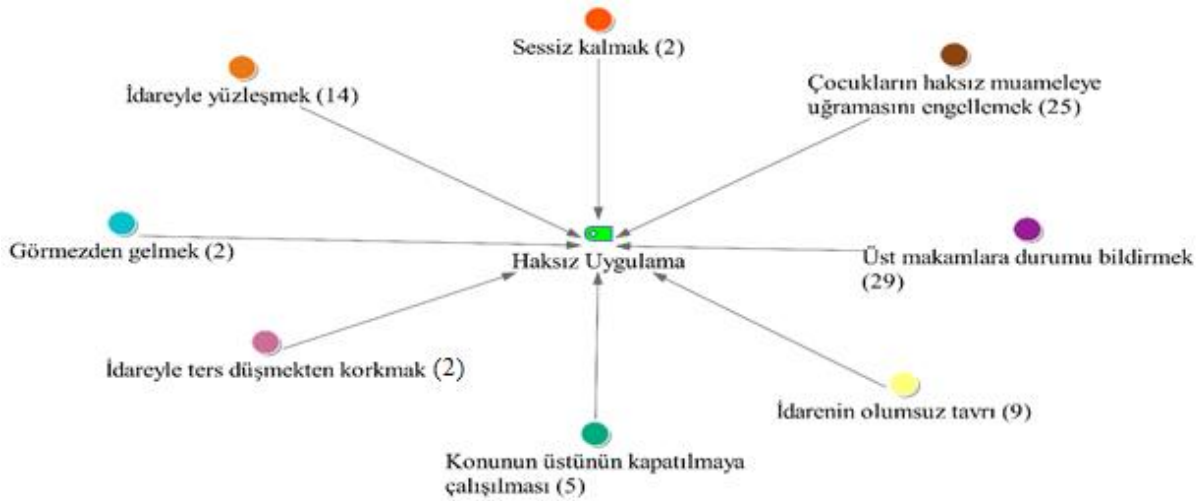 Sessiz kalmak (2)
İdareyle yüzleşmek (14)
Çocukların haksız muameleye
uğramasını engellemek (25)
Görmezden gelmek (2)
Haksız Uygulama
Üst makamlara durumu bildirmek
(29)
İdareyle ters düşmekten korkmak (2)
İdarenin olumsuz tavrı (9)
Konunun üstünün kapatılmaya
çalışılması (5)